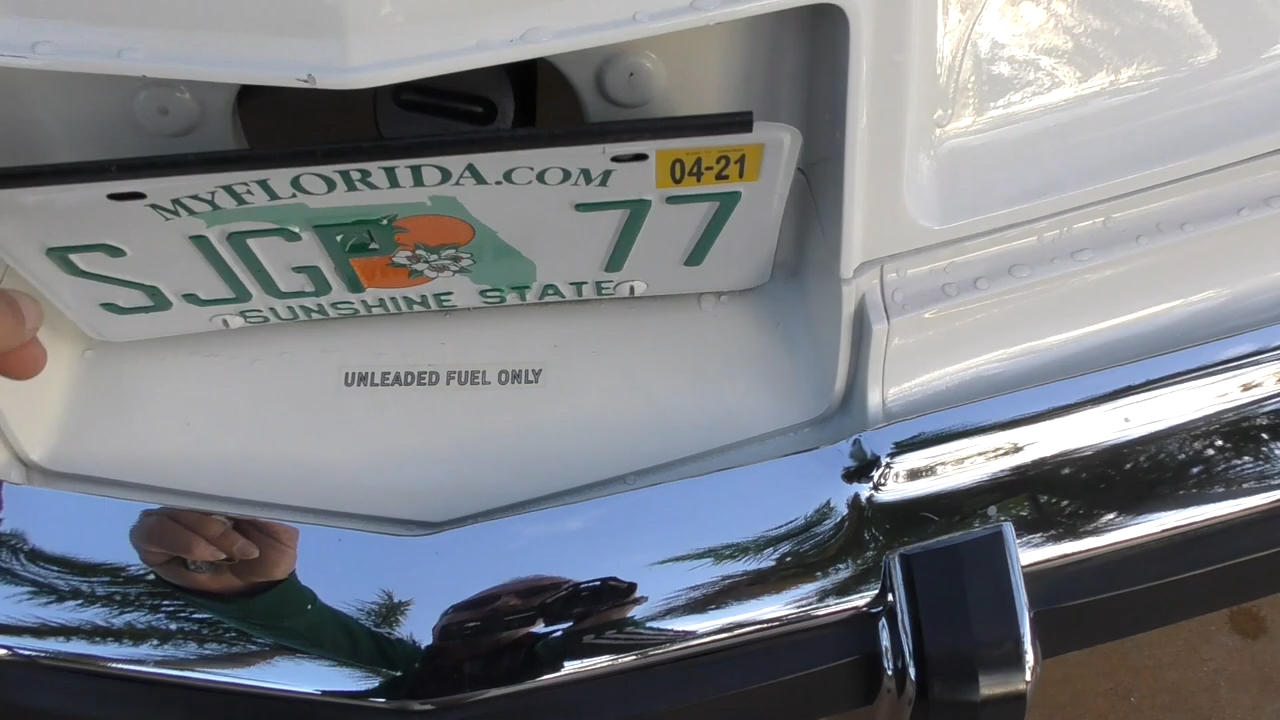 MYFLORIDA.COM
04-21
SJGP 77
SUNSHINE STATE
UNLEADED FUEL ONLY